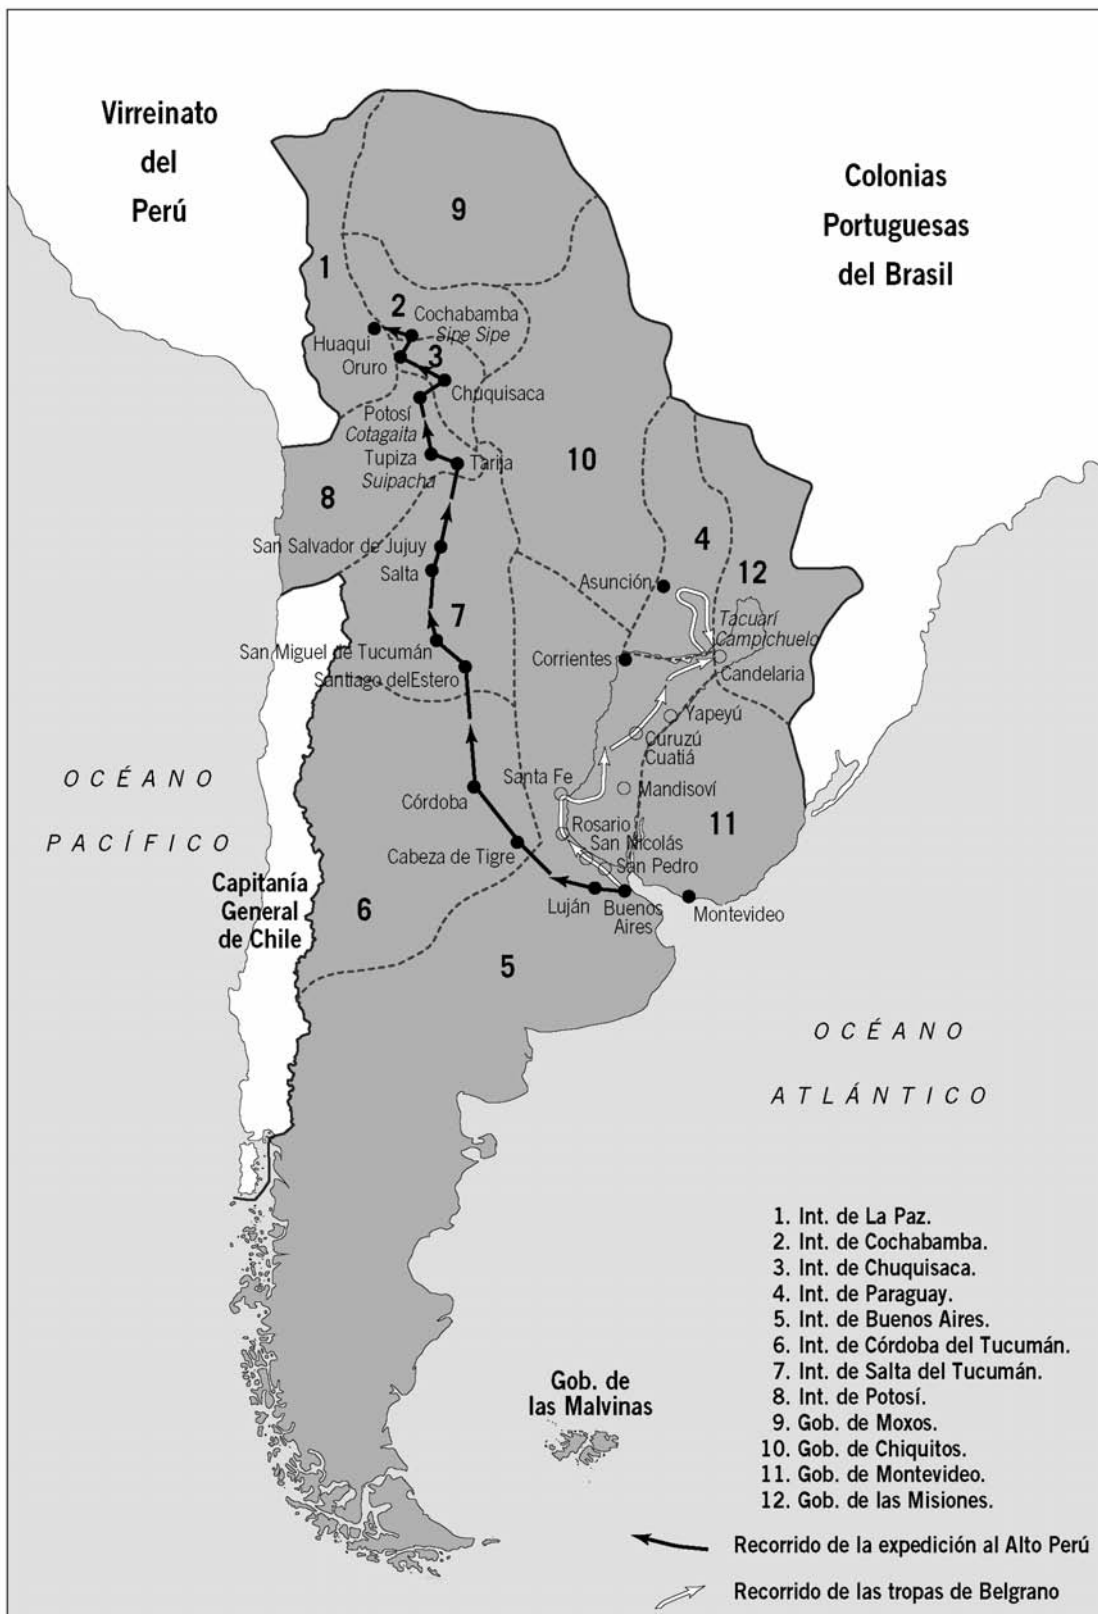 Virreinato
del
Perú
Colonias
Portuguesas
del Brasil
9
1
2
Cochabamba
Sipe Sipe
Huaqui
3
Oruro
Chuquisaca
Potosí
Cotagaita
Tupiza
Tarija
Suipacha
10
8
4
San Salvador de Jujuy
Salta
12
Asunción
7
Tacuarí
Campichuelo
San Miguel de Tucumán
Corrientes
Candelaria
Santiago delEstero
Yapeyú
Curuzú
Cuatiá
OCÉANO
PACÍFICO
Santa Fe
Mandisoví
Córdoba
Rosario
11
San Nicolás
Cabeza de Tigre
San Pedro
Capitanía
General
de Chile
6
Luján
Buenos
Aires
Montevideo
5
OCÉANO
ATLÁNTICO
1. Int. de La Paz.
2. Int. de Cochabamba.
3. Int. de Chuquisaca.
4. Int. de Paraguay.
5. Int. de Buenos Aires.
6. Int. de Córdoba del Tucumán.
7. Int. de Salta del Tucumán.
8. Int. de Potosí.
9. Gob. de Moxos.
10. Gob. de Chiquitos.
11. Gob. de Montevideo.
12. Gob. de las Misiones.
Gob. de
las Malvinas
Recorrido de la expedición al Alto Perú
Recorrido de las tropas de Belgrano